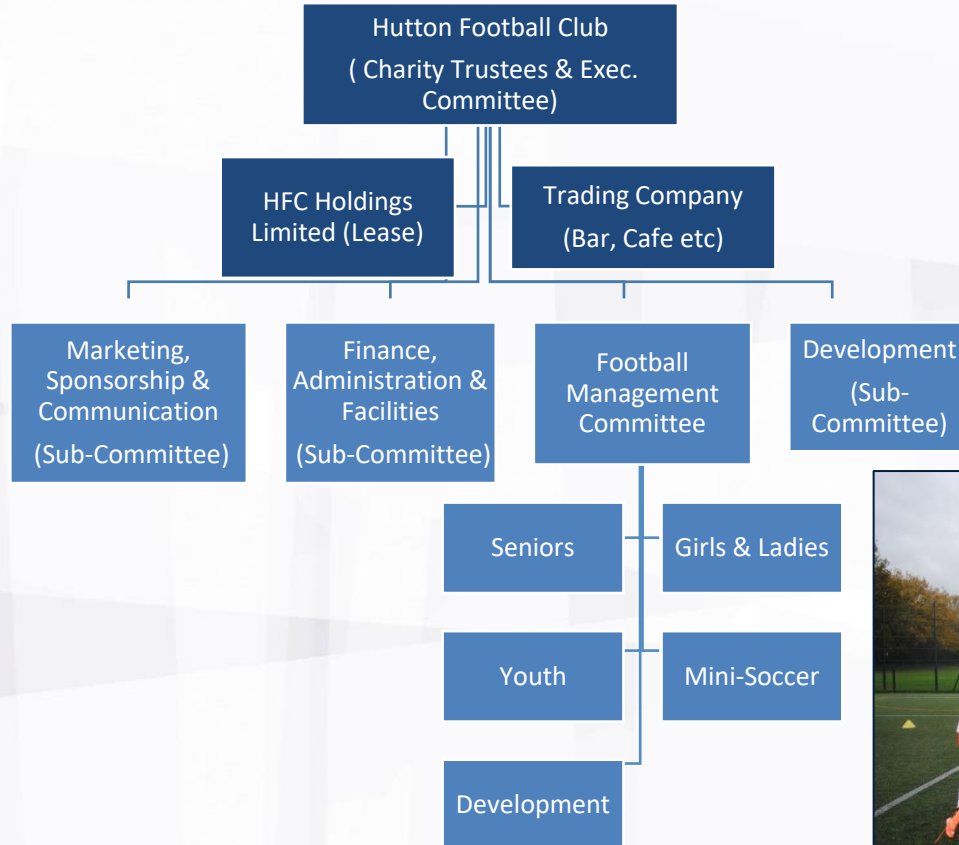 Hutton Football Club
( Charity Trustees & Exec.
Committee)
HFC Holdings
Limited (Lease)
Trading Company
(Bar, Cafe etc)
Marketing,
Sponsorship &
Communication
(Sub-Committee)
Finance,
Administration &
Facilities
(Sub-Committee)
Football
Management
Committee
Development
(Sub-
Committee)
Seniors
Girls & Ladies
Youth
Mini-Soccer
Development